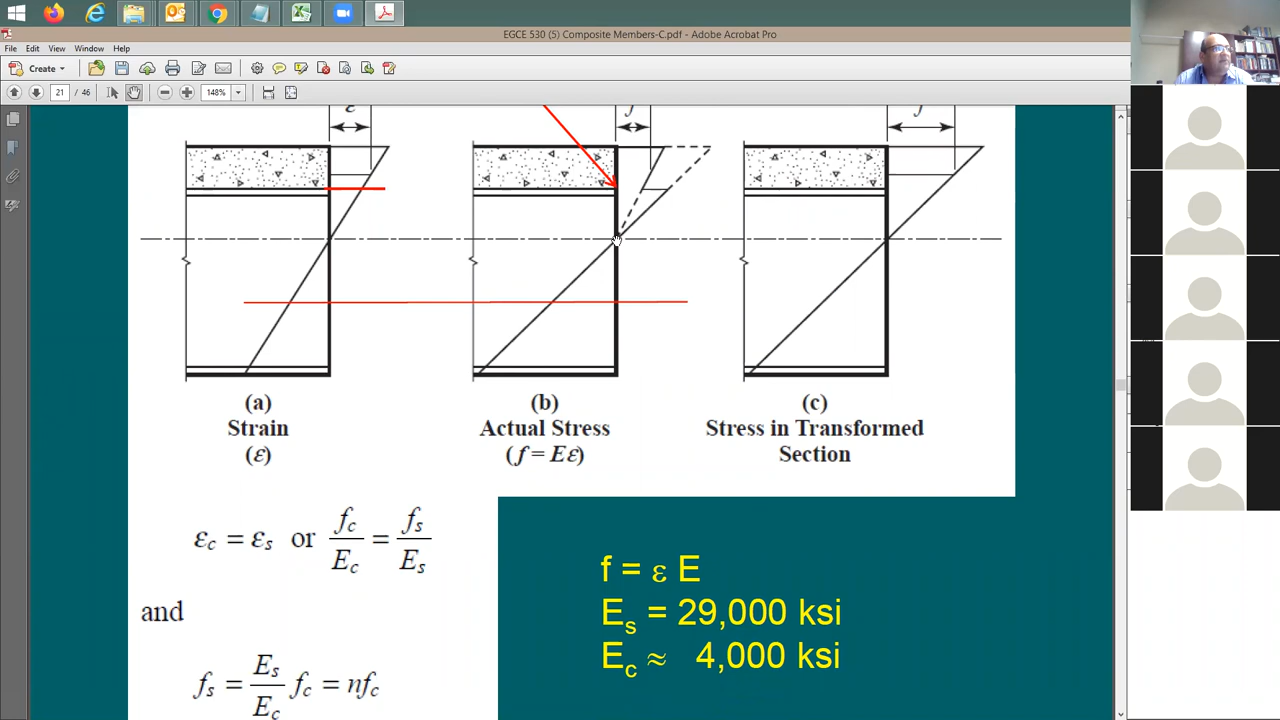 EGCE 530 (5) Composite Members-C.pdf - Adobe Acrobat Pro
File Edit View Window Help
Create
21 / 46
148%
ε
f
f
(a)
Strain
(ε)
(b)
Actual Stress
(f = Eε)
(c)
Stress in Transformed
Section
εc = εs or fc/Ec = fs/Es
and
fs = Es/Ec fc = nfc
f = ε E
Es = 29,000 ksi
Ec ≈ 4,000 ksi